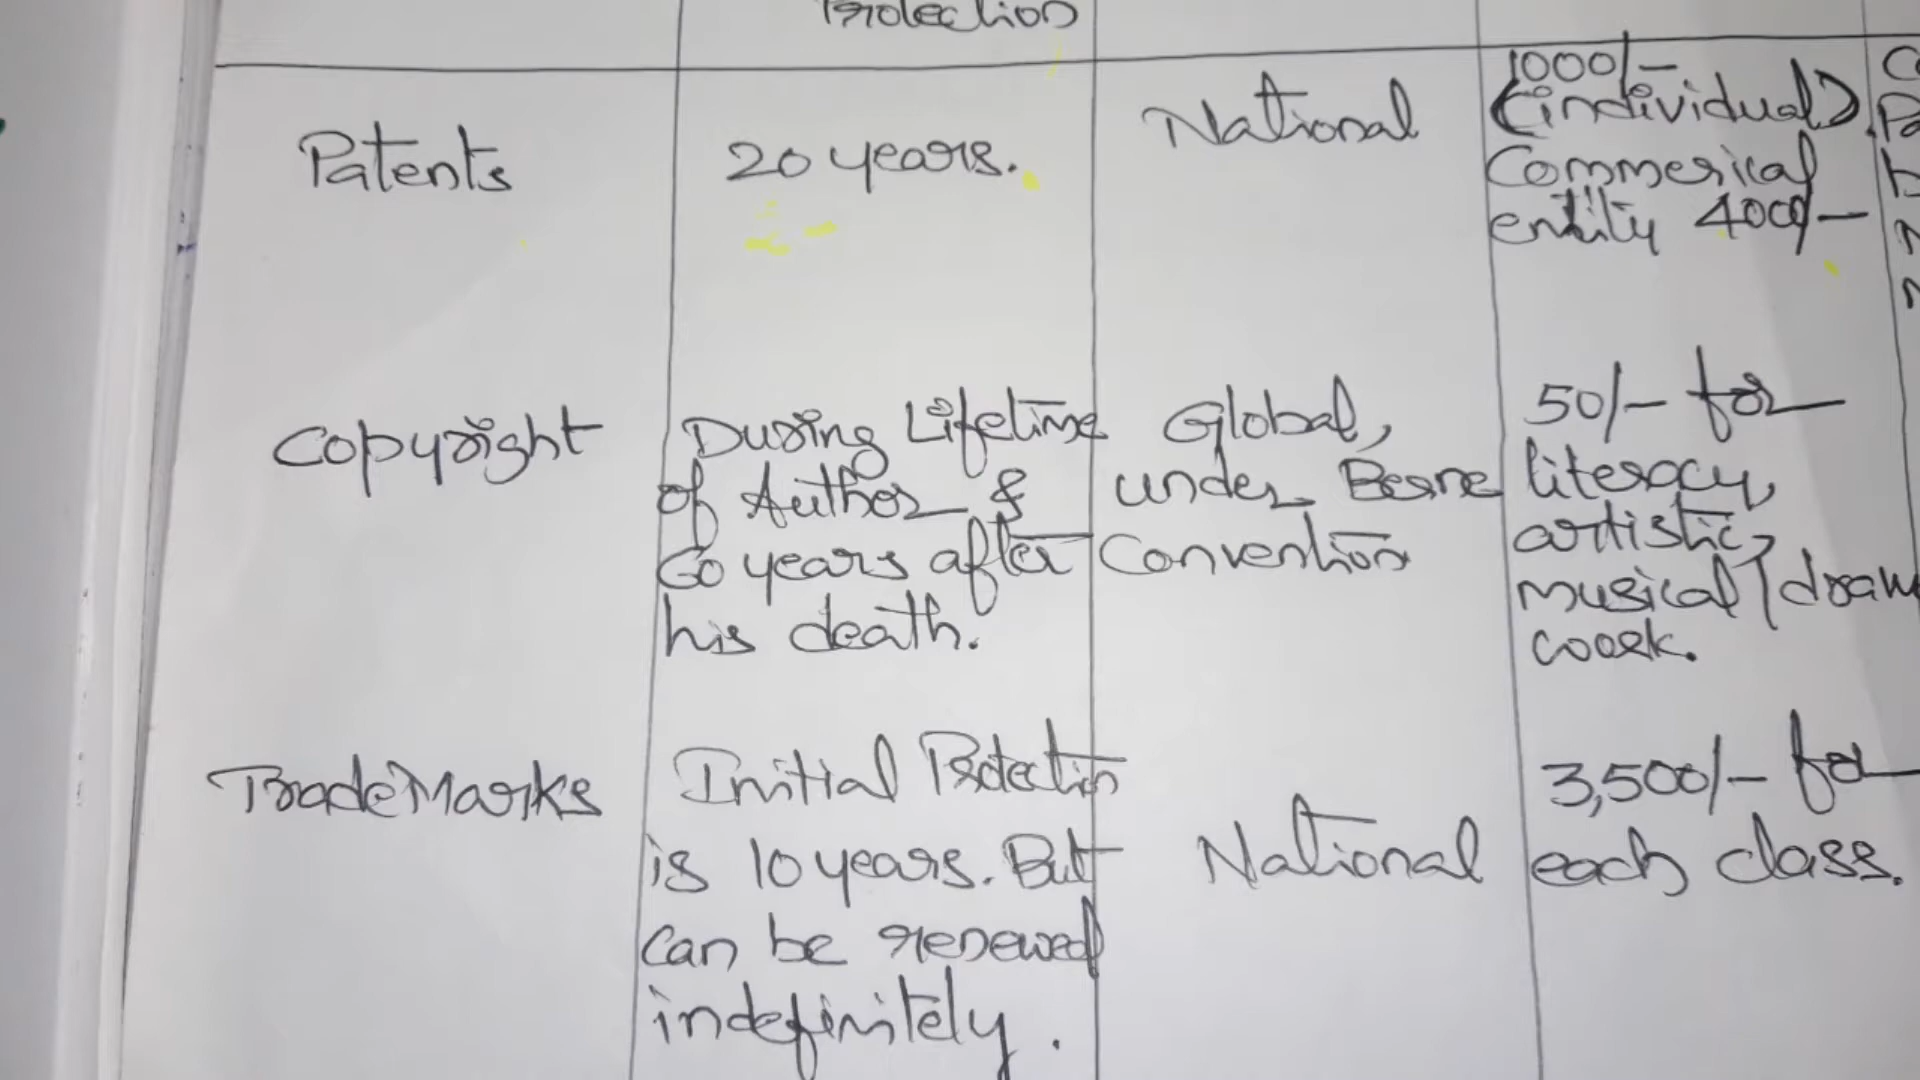 Protection
Patents
20 years.
National
1000/-
(individual).
Commerical
entity 4000/-
Copyright
During Lifetime
of Author &
60 years after
his death.
Global,
under Berne
Convention
50/- for
literacy,
artistic,
musical/dram
work.
TradeMarks
Initial Protection
is 10 years. But
can be renewed
indefinitely.
National
3,500/- for
each class.